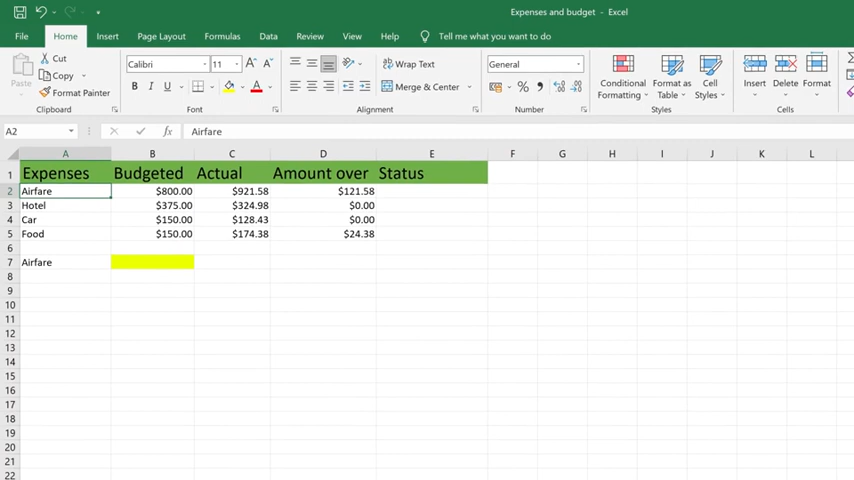 Expenses and budget - Excel
File Home Insert Page Layout Formulas Data Review View Help Tell me what you want to do
Paste
Cut
Copy
Format Painter
Clipboard
Calibri 11 A A
B I U A
Font
ab Wrap Text
Merge & Center
Alignment
General
% 9
Number
Conditional Formatting
Format as Table
Cell Styles
Styles
Insert Delete Format
Cells
A2 fx Airfare
A B C D E F G H I J K L
1 Expenses Budgeted Actual Amount over Status
2 Airfare $800.00 $921.58 $121.58
3 Hotel $375.00 $324.98 $0.00
4 Car $150.00 $128.43 $0.00
5 Food $150.00 $174.38 $24.38
6
7 Airfare
8
9
10
11
12
13
14
15
16
17
18
19
20
21
22